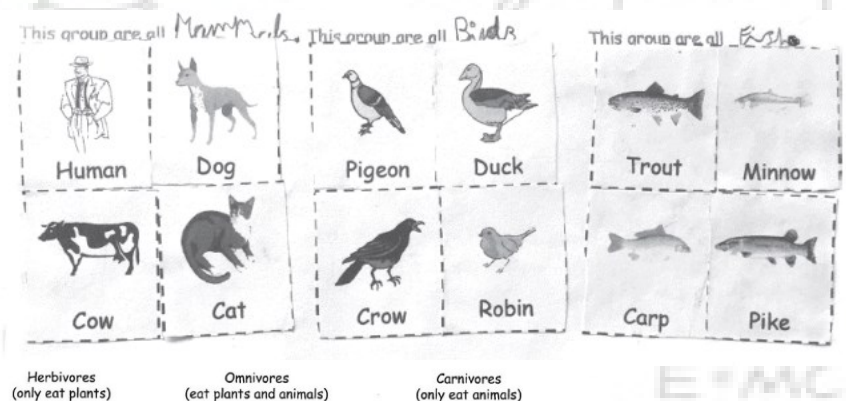 This group are all Mammals. This group are all Birds This group are all Fish
Human Dog Pigeon Duck Trout Minnow
Cow Cat Crow Robin Carp Pike
Herbivores Omnivores Carnivores
(only eat plants) (eat plants and animals) (only eat animals)